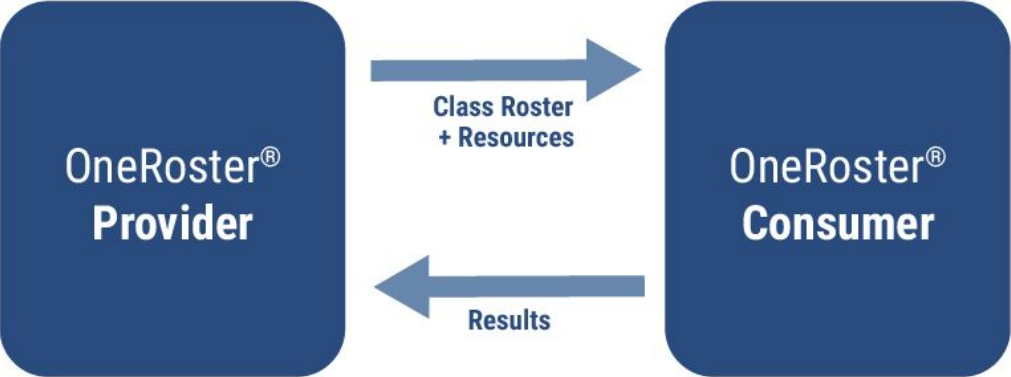 OneRoster®
Provider
Class Roster
+ Resources
Results
OneRoster®
Consumer